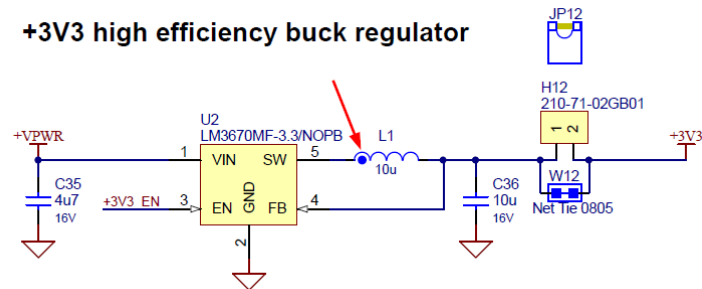 +3V3 high efficiency buck regulator
JP12
H12
210-71-02GB01
U2
LM3670MF-3.3/NOPB
L1
+VPWR
1
VIN
SW
5
10u
1
2
+3V3
C35
4u7
16V
+3V3_EN
3
EN
GND
FB
4
2
C36
10u
16V
W12
Net Tie 0805